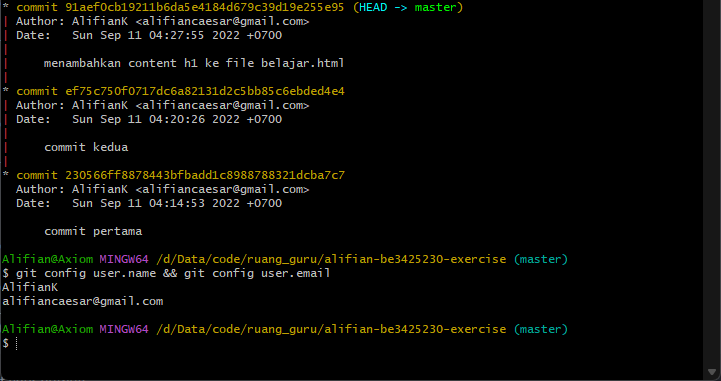 * commit 91aef0cb19211b6da5e4184d679c39d19e255e95 (HEAD -> master)
| Author: AlifianK <alifiancaesar@gmail.com>
| Date:   Sun Sep 11 04:27:55 2022 +0700
|
|     menambahkan content h1 ke file belajar.html
|
* commit ef75c750f0717dc6a82131d2c5bb85c6ebded4e4
| Author: AlifianK <alifiancaesar@gmail.com>
| Date:   Sun Sep 11 04:20:26 2022 +0700
|
|     commit kedua
|
* commit 230566ff8878443bfbadd1c8988788321dcba7c7
  Author: AlifianK <alifiancaesar@gmail.com>
  Date:   Sun Sep 11 04:14:53 2022 +0700

      commit pertama

Alifian@Axiom MINGW64 /d/Data/code/ruang_guru/alifian-be3425230-exercise (master)
$ git config user.name && git config user.email
AlifianK
alifiancaesar@gmail.com

Alifian@Axiom MINGW64 /d/Data/code/ruang_guru/alifian-be3425230-exercise (master)
$